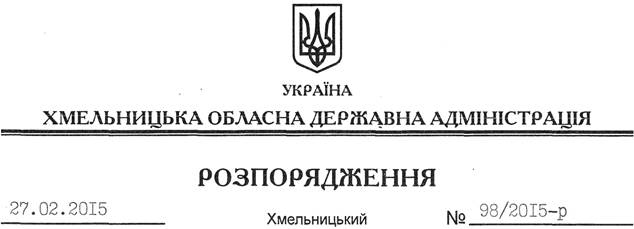 УКРАЇНА
ХМЕЛЬНИЦЬКА ОБЛАСНА ДЕРЖАВНА АДМІНІСТРАЦІЯ
РОЗПОРЯДЖЕННЯ
27.02.2015 Хмельницький № 98/2015-р